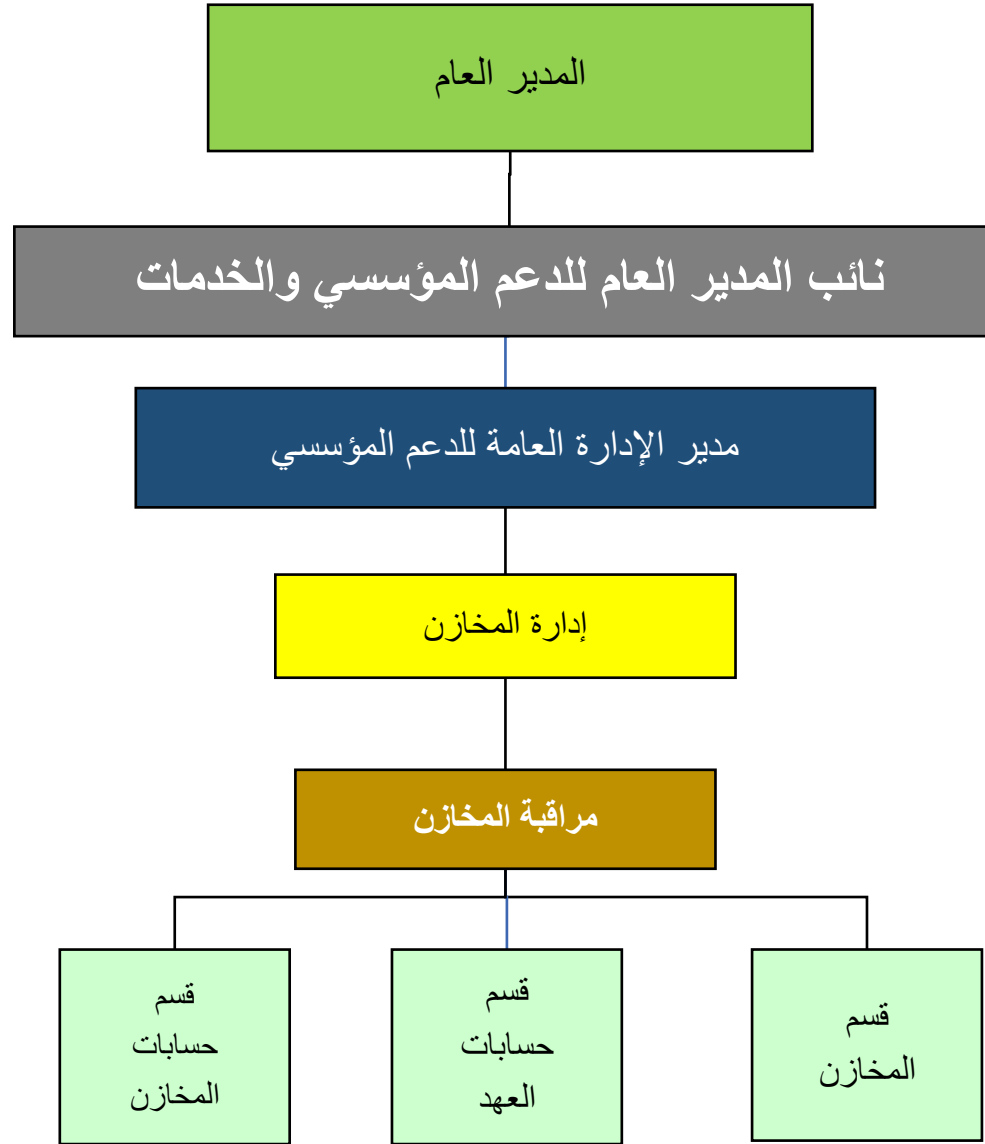 المدير العام
نائب المدير العام للدعم المؤسسي والخدمات
مدير الإدارة العامة للدعم المؤسسي
إدارة المخازن
مراقبة المخازن
قسم
المخازن
قسم
حسابات
العهد
قسم
حسابات
المخازن